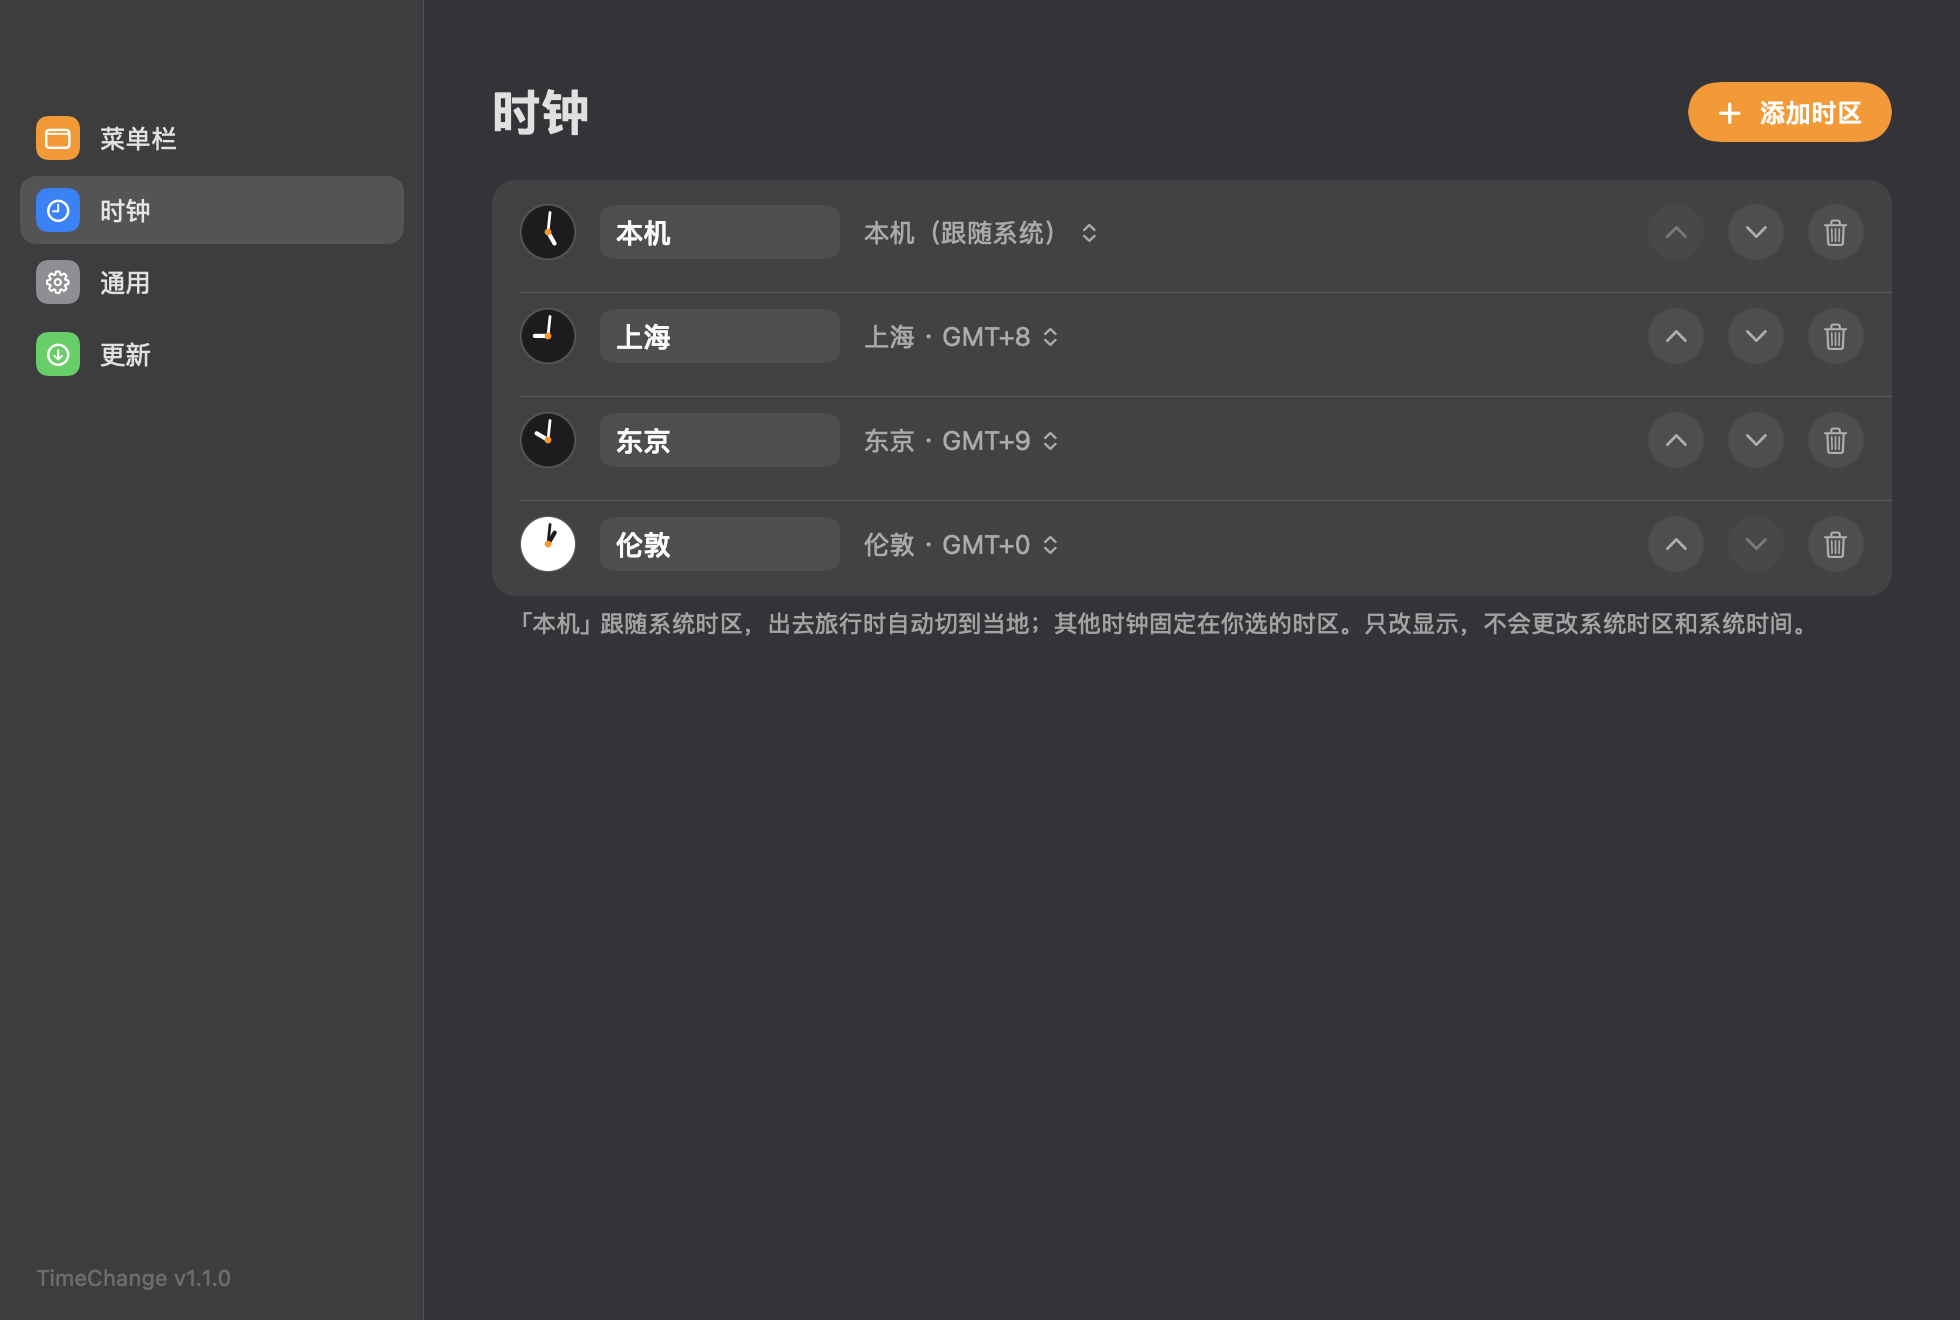 菜单栏
时钟
通用
更新
TimeChange v1.1.0
时钟
添加时区
本机 本机（跟随系统）
上海 上海 · GMT+8
东京 东京 · GMT+9
伦敦 伦敦 · GMT+0
「本机」跟随系统时区，出去旅行时自动切到当地；其他时钟固定在你选的时区。只改显示，不会更改系统时区和系统时间。